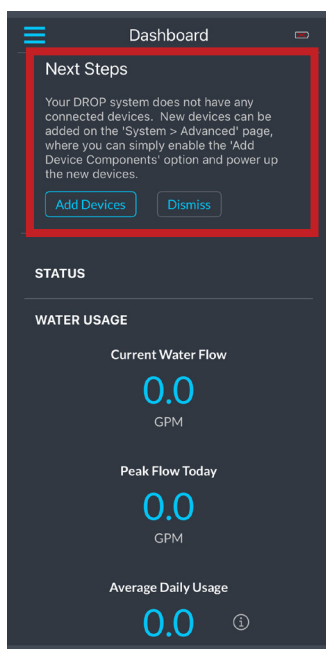 Dashboard
Next Steps
Your DROP system does not have any
connected devices. New devices can be
added on the 'System > Advanced' page,
where you can simply enable the 'Add
Device Components' option and power up
the new devices.
Add Devices Dismiss
STATUS
WATER USAGE
Current Water Flow
0.0
GPM
Peak Flow Today
0.0
GPM
Average Daily Usage
0.0